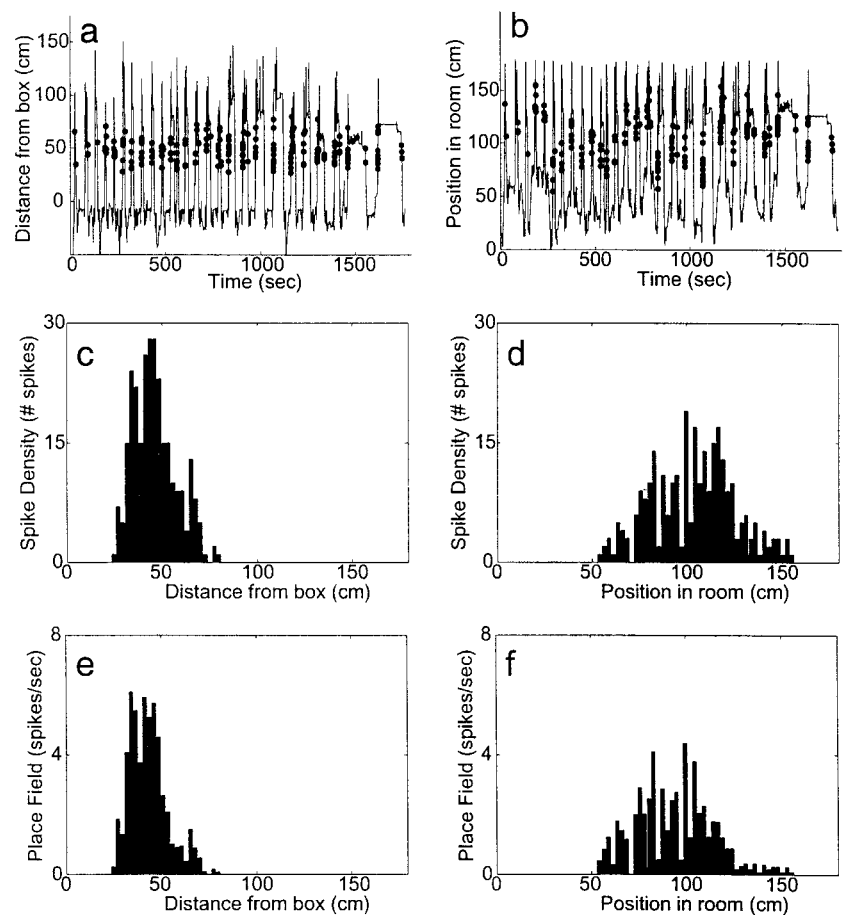 a
Distance from box (cm)
150
100
50
0
0
500
1000
1500
Time (sec)
b
Position in room (cm)
200
150
100
50
0
0
500
1000
1500
Time (sec)
c
Spike Density (# spikes)
30
15
0
0
50
100
150
Distance from box (cm)
d
Spike Density (# spikes)
30
15
0
0
50
100
150
Position in room (cm)
e
Place Field (spikes/sec)
8
4
0
0
50
100
150
Distance from box (cm)
f
Place Field (spikes/sec)
8
4
0
0
50
100
150
Position in room (cm)